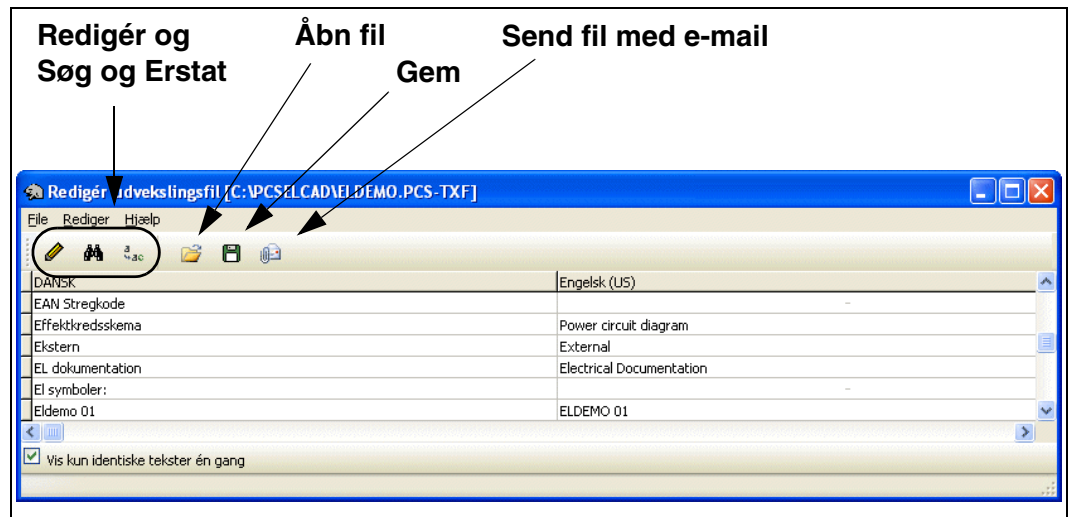 Redigér og
Søg og Erstat
Åbn fil
Gem
Send fil med e-mail
Redigér udvekslingsfil [C:\PCSELCAD\ELDEMO.PCS-TXF]
File Rediger Hjælp
DANSK Engelsk (US)
EAN Stregkode -
Effektkredsskema Power circuit diagram
Ekstern External
EL dokumentation Electrical Documentation
El symboler: -
Eldemo 01 ELDEMO 01
Vis kun identiske tekster én gang